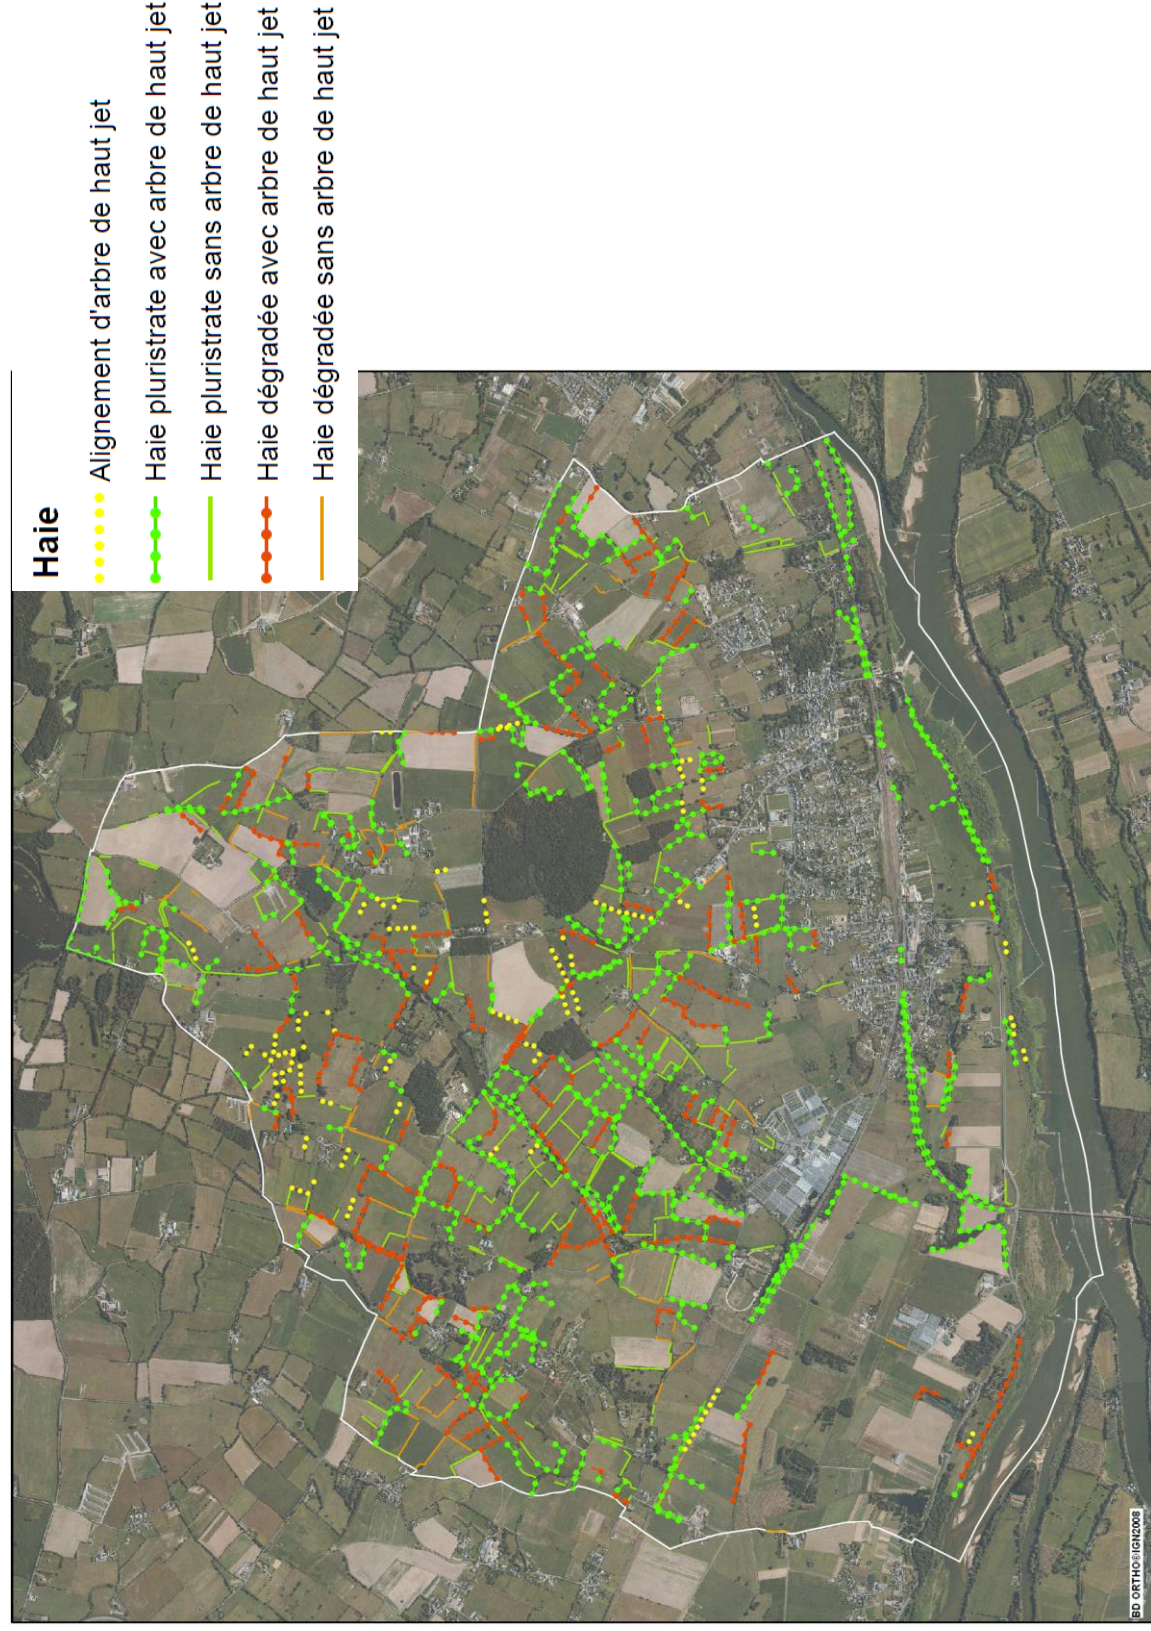 Haie
Alignement d'arbre de haut jet
Haie pluristrate avec arbre de haut jet
Haie pluristrate sans arbre de haut jet
Haie dégradée avec arbre de haut jet
Haie dégradée sans arbre de haut jet
BD ORTHO®IGN2008